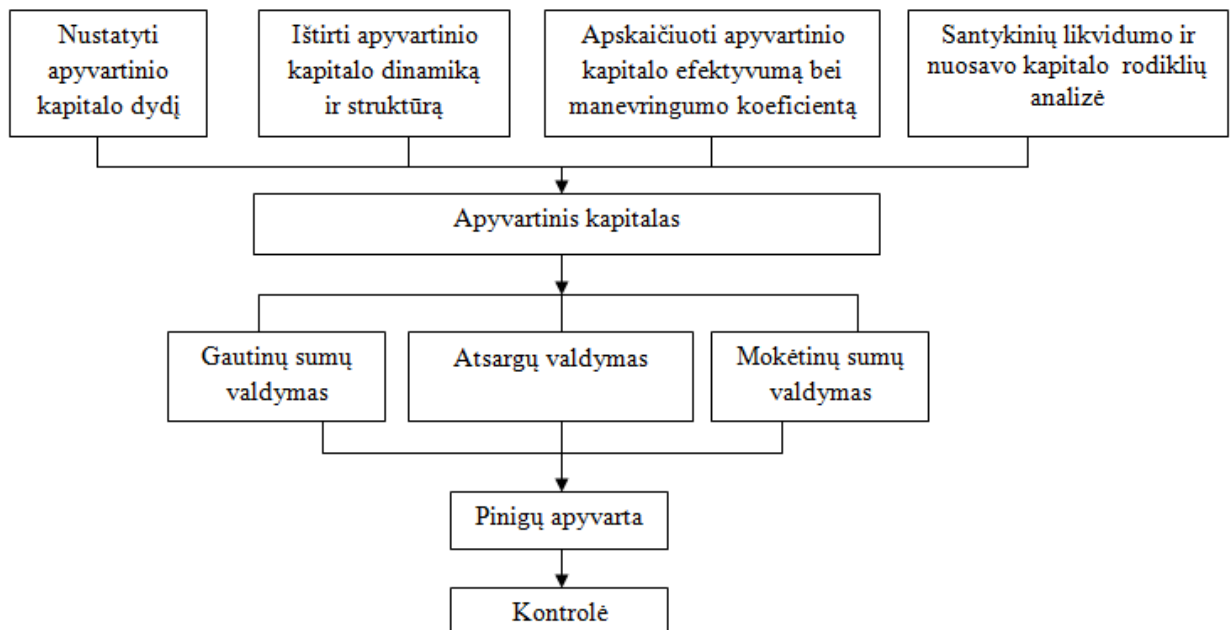 Nustatyti
apyvartinio
kapitalo dydį
Ištirti apyvartinio
kapitalo dinamiką
ir struktūrą
Apskaičiuoti apyvartinio
kapitalo efektyvumą bei
manevringumo koeficientą
Santykinių likvidumo ir
nuosavo kapitalo rodiklių
analizė
Apyvartinis kapitalas
Gautinų sumų
valdymas
Atsargų valdymas
Mokėtinų sumų
valdymas
Pinigų apyvarta
Kontrolė